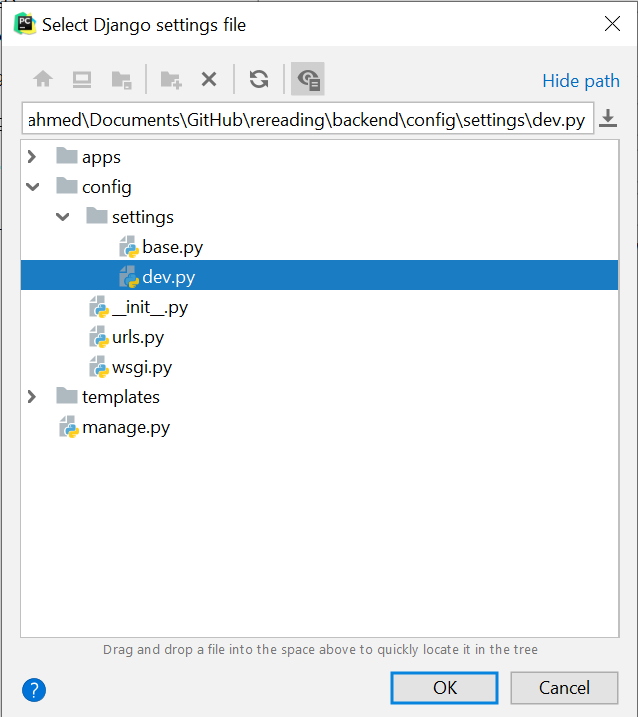 PC
Select Django settings file
Hide path
ahmed\Documents\GitHub\rereading\backend\config\settings\dev.py
apps
config
settings
base.py
dev.py
__init__.py
urls.py
wsgi.py
templates
manage.py
Drag and drop a file into the space above to quickly locate it in the tree
?
OK
Cancel